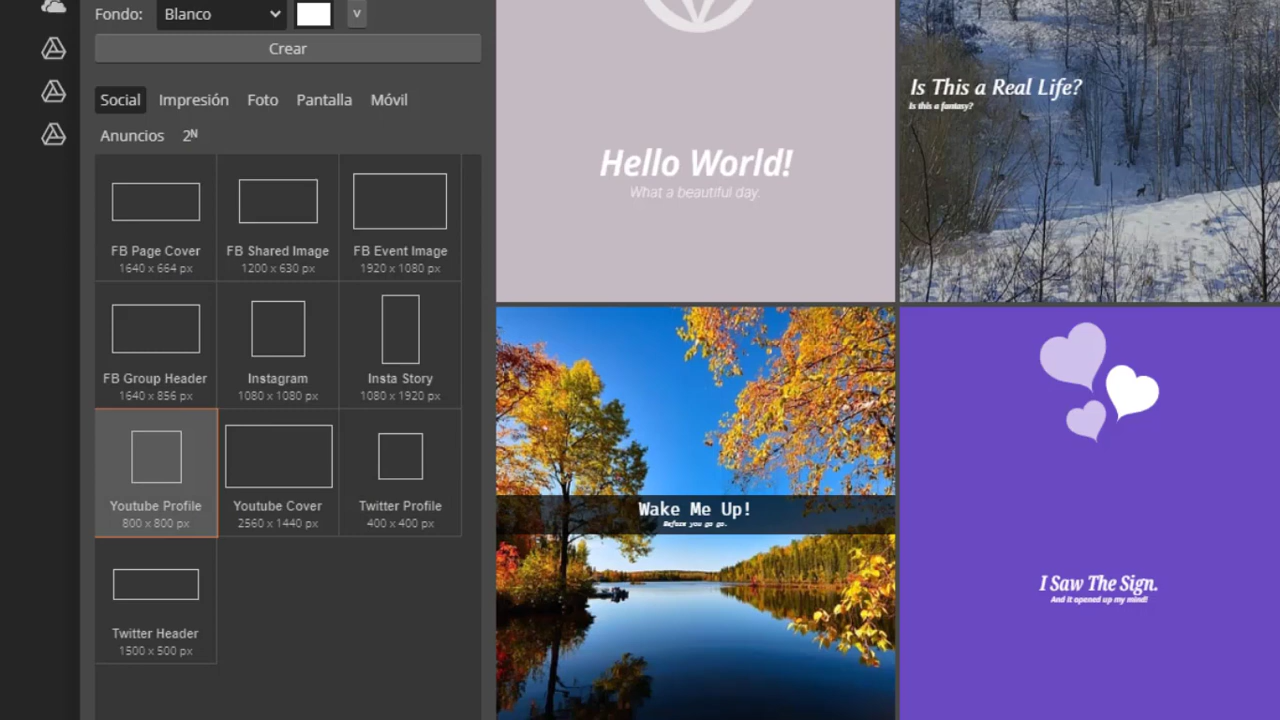 Fondo: Blanco v
Crear
Social Impresión Foto Pantalla Móvil
Anuncios 2ᴺ
FB Page Cover
1640 x 664 px
FB Shared Image
1200 x 630 px
FB Event Image
1920 x 1080 px
FB Group Header
1640 x 856 px
Instagram
1080 x 1080 px
Insta Story
1080 x 1920 px
Youtube Profile
800 x 800 px
Youtube Cover
2560 x 1440 px
Twitter Profile
400 x 400 px
Twitter Header
1500 x 500 px
Hello World!
What a beautiful day.
Is This a Real Life?
Is this a fantasy?
Wake Me Up!
Before you go go.
I Saw The Sign.
And it opened up my mind!